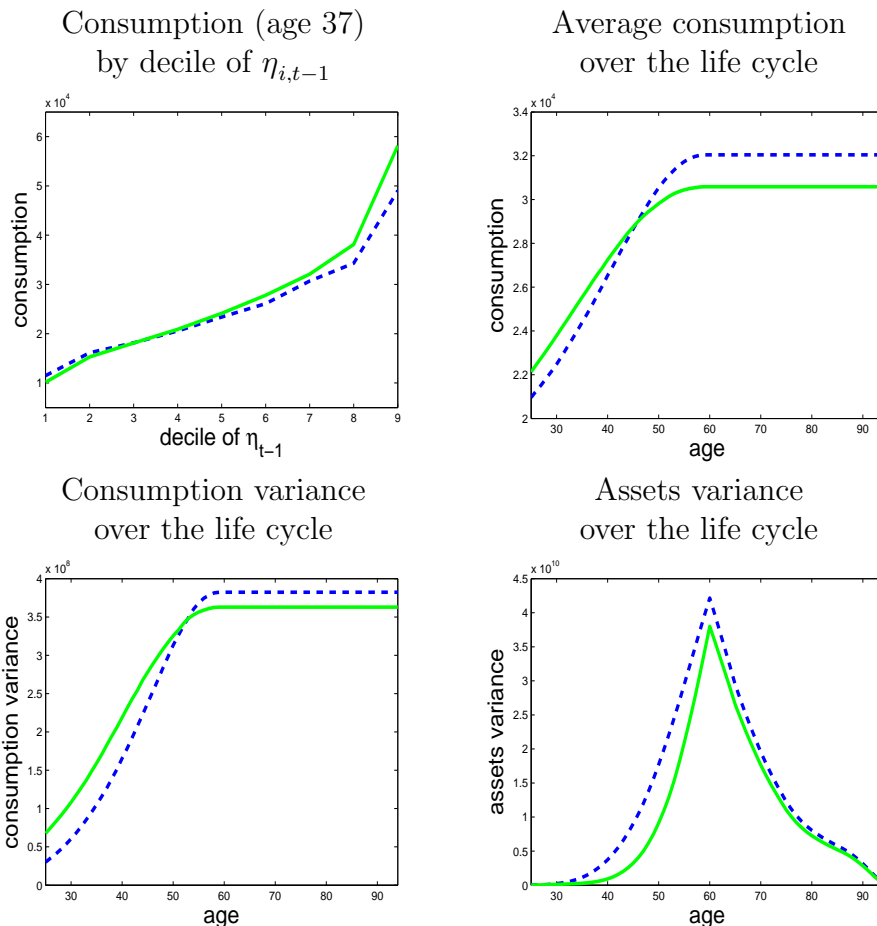 Consumption (age 37)
by decile of η_{i,t−1}
x 10^4
6
5
4
3
2
1
1 2 3 4 5 6 7 8 9
consumption
decile of η_{t−1}
Average consumption
over the life cycle
x 10^4
3.4
3.2
3
2.8
2.6
2.4
2.2
2
30 40 50 60 70 80 90
consumption
age
Consumption variance
over the life cycle
x 10^8
4
3.5
3
2.5
2
1.5
1
0.5
0
30 40 50 60 70 80 90
consumption variance
age
Assets variance
over the life cycle
x 10^10
4.5
4
3.5
3
2.5
2
1.5
1
0.5
0
30 40 50 60 70 80 90
assets variance
age